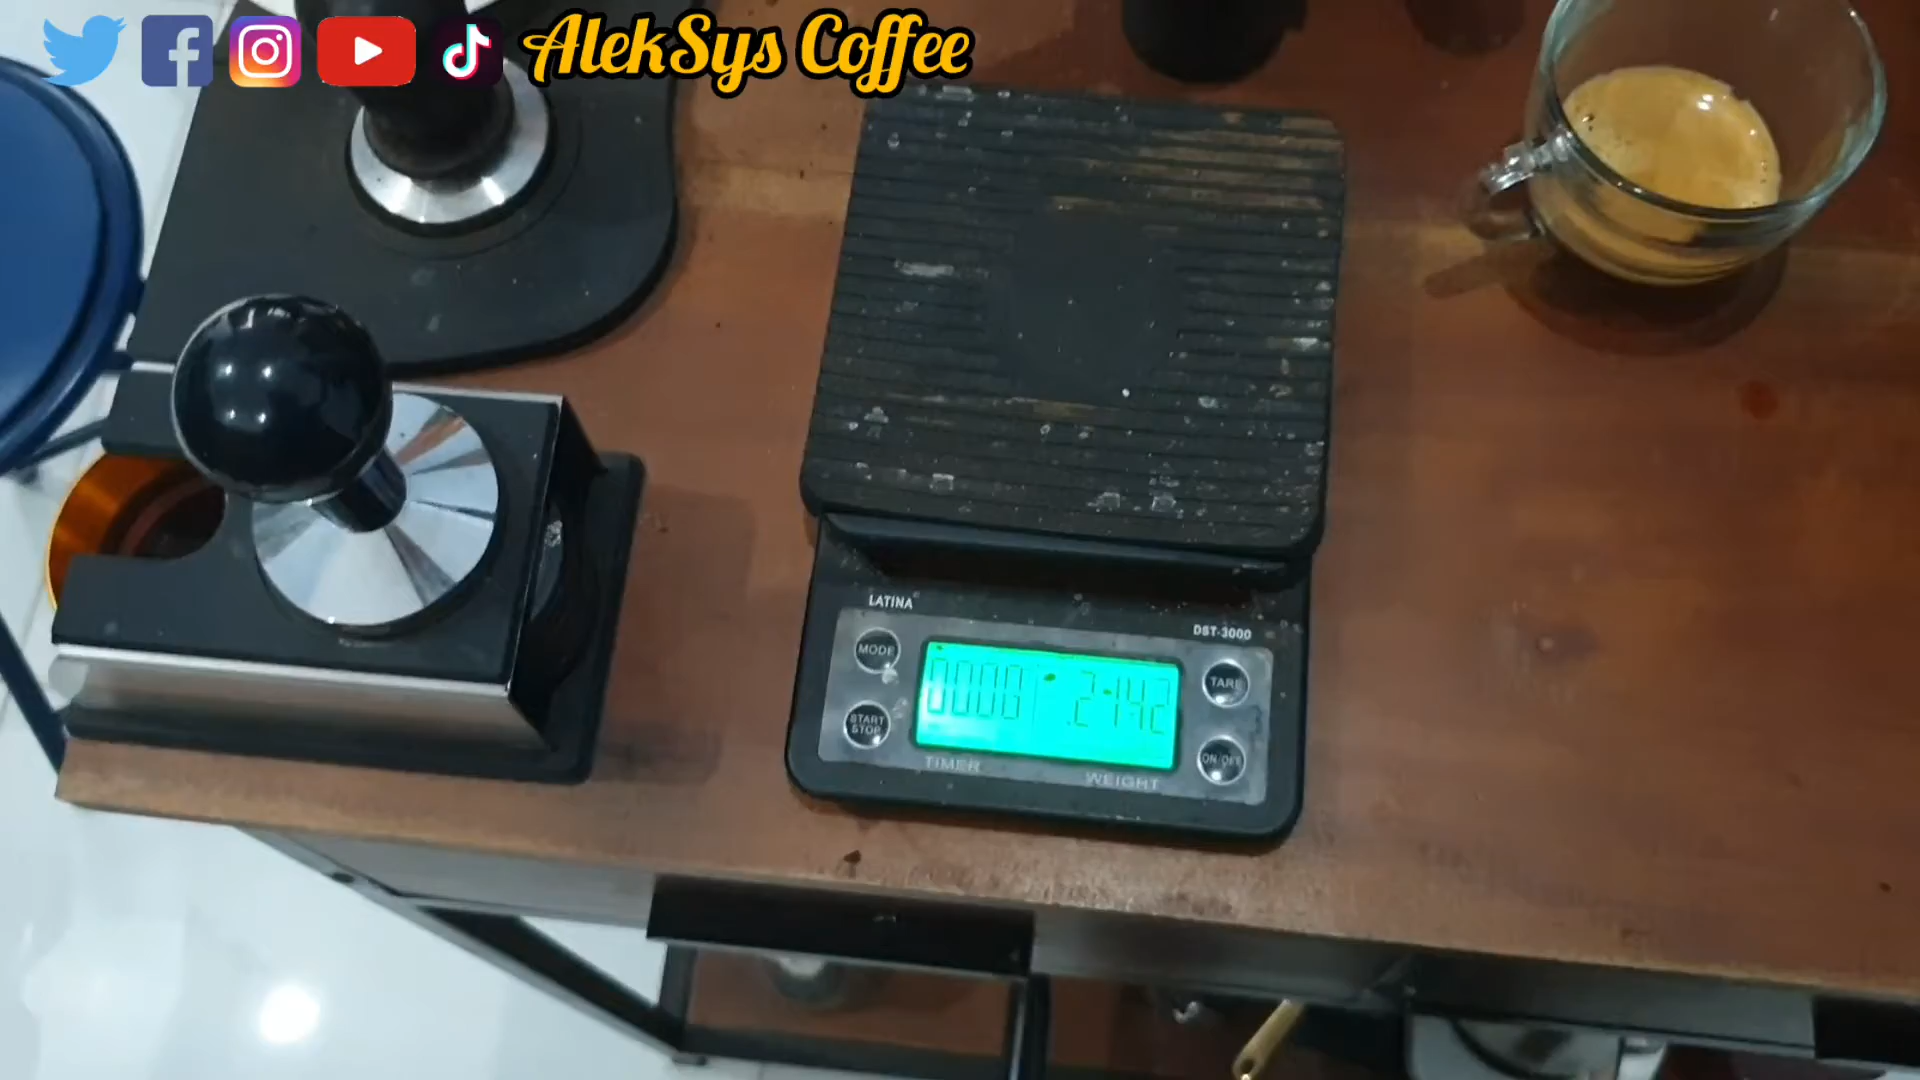 AlekSys Coffee
LATINA
DST-3000
MODE
TARE
START
STOP
ON/OFF
TIMER
WEIGHT